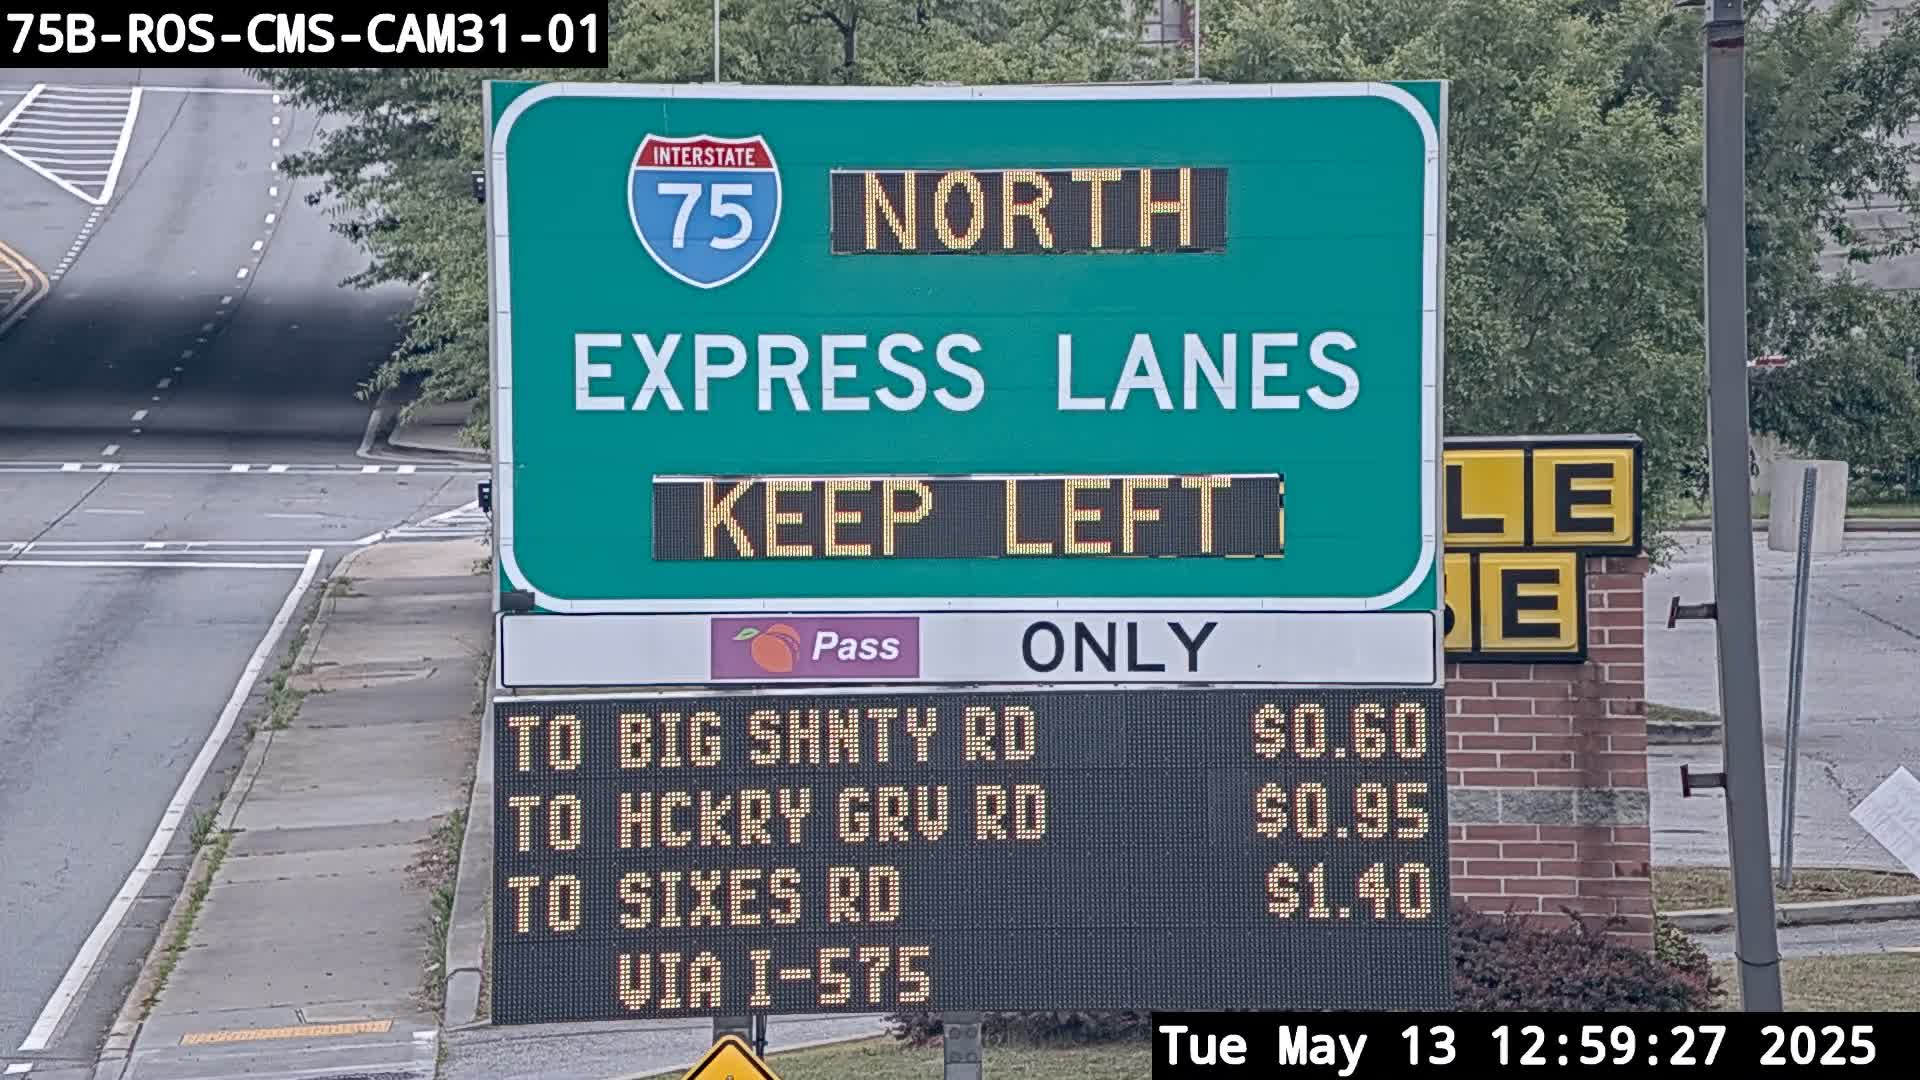 75B-ROS-CMS-CAM31-01
INTERSTATE
75
NORTH
EXPRESS LANES
KEEP LEFT
LE
E
Pass ONLY
TO BIG SHNTY RD $0.60
TO HCKRY GRV RD $0.95
TO SIXES RD $1.40
VIA I-575
Tue May 13 12:59:27 2025